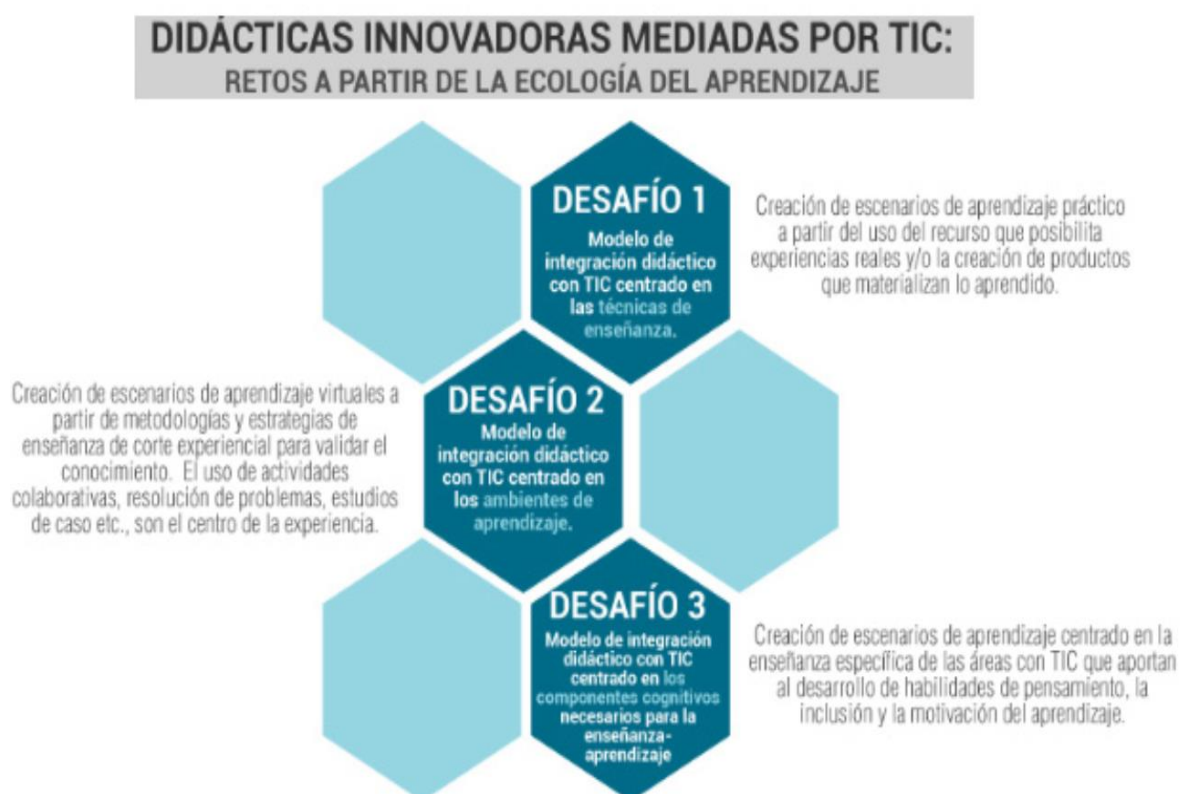 DIDÁCTICAS INNOVADORAS MEDIADAS POR TIC:
RETOS A PARTIR DE LA ECOLOGÍA DEL APRENDIZAJE
DESAFÍO 1
Modelo de
integración didáctico
con TIC centrado en
las técnicas de
enseñanza.
Creación de escenarios de aprendizaje práctico
a partir del uso del recurso que posibilita
experiencias reales y/o la creación de productos
que materializan lo aprendido.
Creación de escenarios de aprendizaje virtuales a
partir de metodologías y estrategias de
enseñanza de corte experiencial para validar el
conocimiento. El uso de actividades
colaborativas, resolución de problemas, estudios
de caso etc., son el centro de la experiencia.
DESAFÍO 2
Modelo de
integración didáctico
con TIC centrado en
los ambientes de
aprendizaje.
DESAFÍO 3
Modelo de integración
didáctico con TIC
centrado en los
componentes cognitivos
necesarios para la
enseñanza-
aprendizaje
Creación de escenarios de aprendizaje centrado en la
enseñanza específica de las áreas con TIC que aportan
al desarrollo de habilidades de pensamiento, la
inclusión y la motivación del aprendizaje.